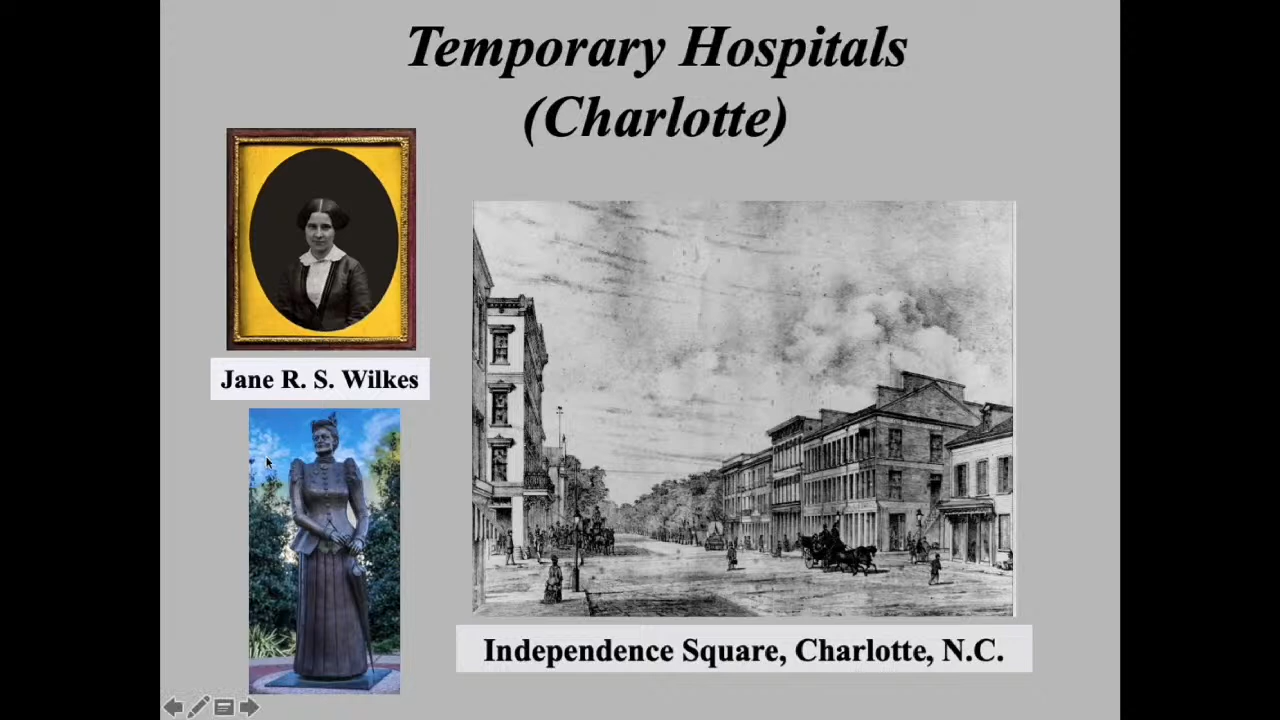 Temporary Hospitals
(Charlotte)
Jane R. S. Wilkes
Independence Square, Charlotte, N.C.